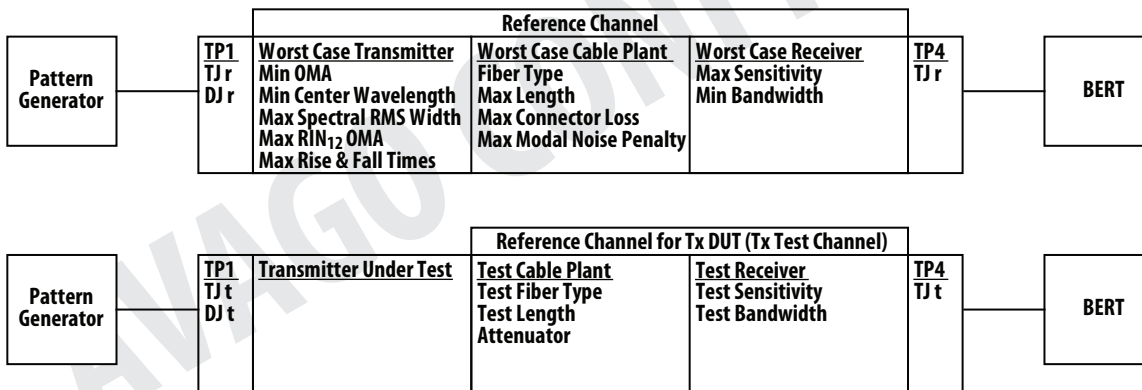 Reference Channel
Pattern
Generator
TP1
TJ r
DJ r
Worst Case Transmitter
Min OMA
Min Center Wavelength
Max Spectral RMS Width
Max RIN12 OMA
Max Rise & Fall Times
Worst Case Cable Plant
Fiber Type
Max Length
Max Connector Loss
Max Modal Noise Penalty
Worst Case Receiver
Max Sensitivity
Min Bandwidth
TP4
TJ r
BERT
Reference Channel for Tx DUT (Tx Test Channel)
Pattern
Generator
TP1
TJ t
DJ t
Transmitter Under Test
Test Cable Plant
Test Fiber Type
Test Length
Attenuator
Test Receiver
Test Sensitivity
Test Bandwidth
TP4
TJ t
BERT
AVAGO